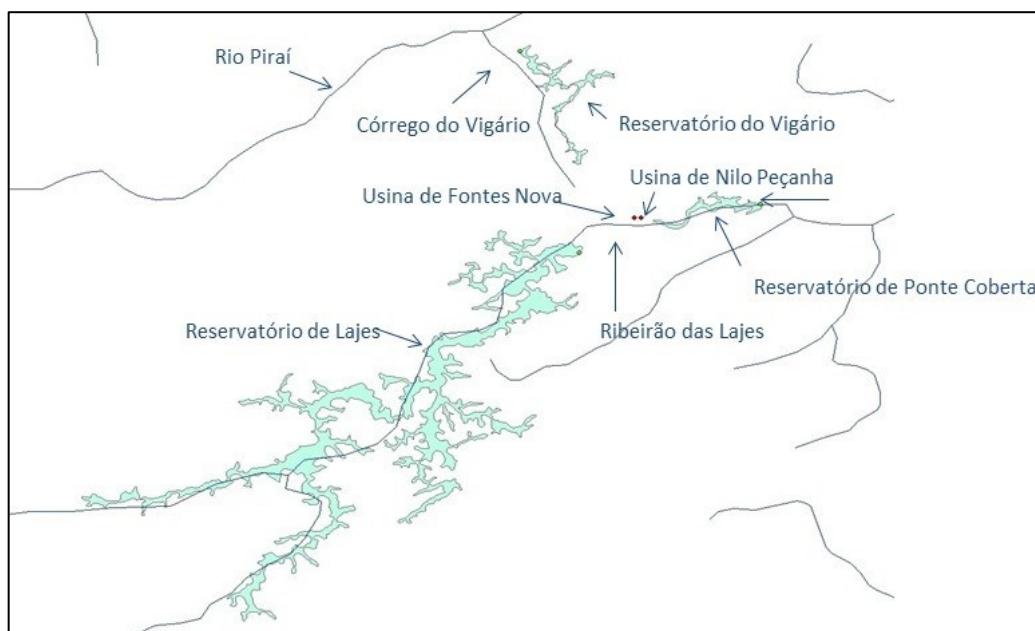 Rio Piraí
Córrego do Vigário
Reservatório do Vigário
Usina de Fontes Nova
Usina de Nilo Peçanha
Reservatório de Ponte Coberta
Reservatório de Lajes
Ribeirão das Lajes